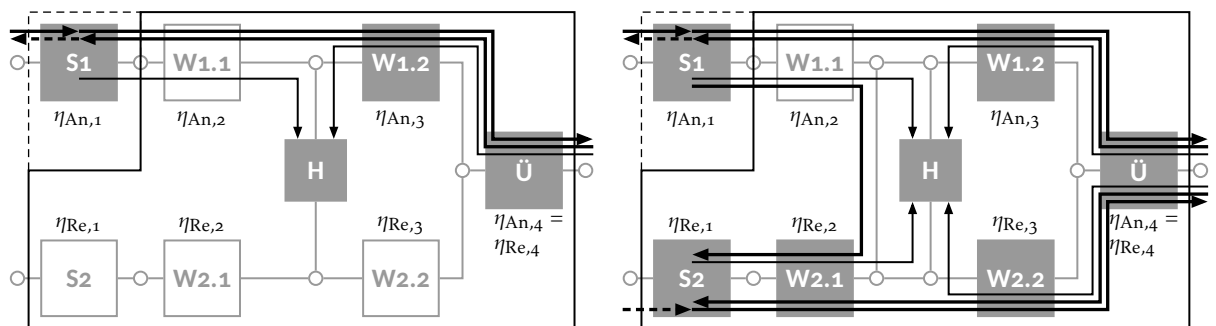 S1 W1.1 W1.2 S1 W1.1 W1.2
ηAn,1 ηAn,2 ηAn,3 ηAn,1 ηAn,2 ηAn,3
H Ü H Ü
ηRe,1 ηRe,2 ηRe,3 ηAn,4 = ηRe,1 ηRe,2 ηRe,3 ηAn,4 =
ηRe,4 ηRe,4
S2 W2.1 W2.2 S2 W2.1 W2.2